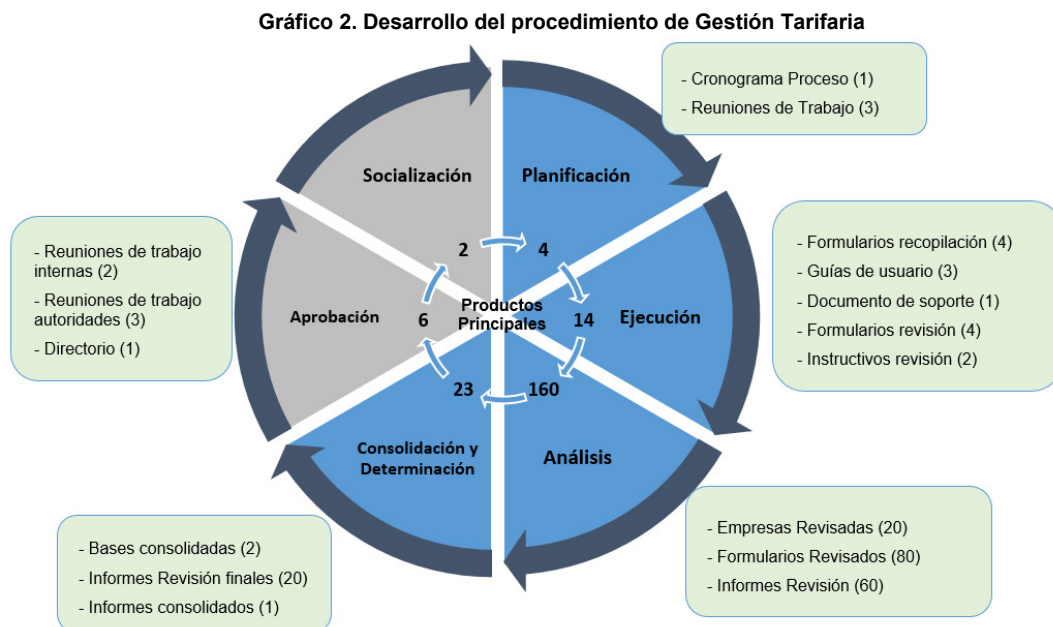 Gráfico 2. Desarrollo del procedimiento de Gestión Tarifaria
- Cronograma Proceso (1)
- Reuniones de Trabajo (3)
Socialización
Planificación
2
4
- Reuniones de trabajo
internas (2)
- Reuniones de trabajo
autoridades (3)
- Directorio (1)
Aprobación
6
Productos
Principales
14
Ejecución
- Formularios recopilación (4)
- Guías de usuario (3)
- Documento de soporte (1)
- Formularios revisión (4)
- Instructivos revisión (2)
23
160
Consolidación y
Determinación
Análisis
- Bases consolidadas (2)
- Informes Revisión finales (20)
- Informes consolidados (1)
- Empresas Revisadas (20)
- Formularios Revisados (80)
- Informes Revisión (60)